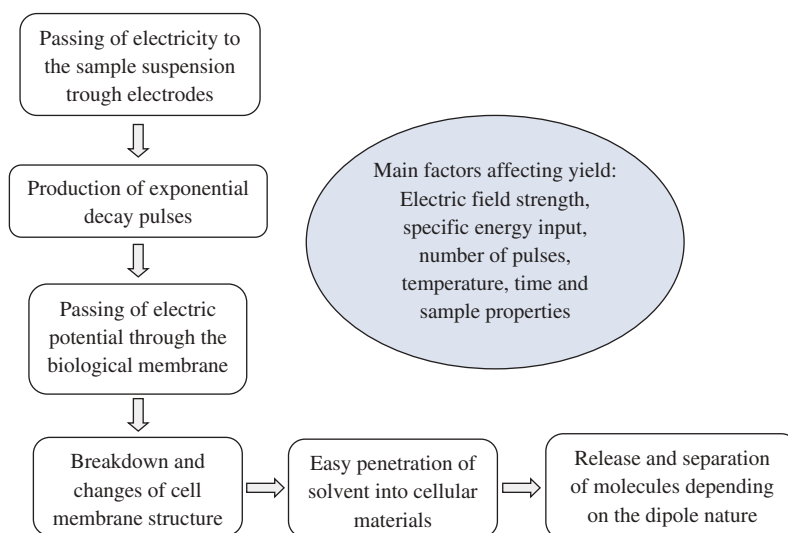 Passing of electricity to
the sample suspension
trough electrodes
Production of exponential
decay pulses
Passing of electric
potential through the
biological membrane
Breakdown and
changes of cell
membrane structure
Easy penetration of
solvent into cellular
materials
Release and separation
of molecules depending
on the dipole nature
Main factors affecting yield:
Electric field strength,
specific energy input,
number of pulses,
temperature, time and
sample properties